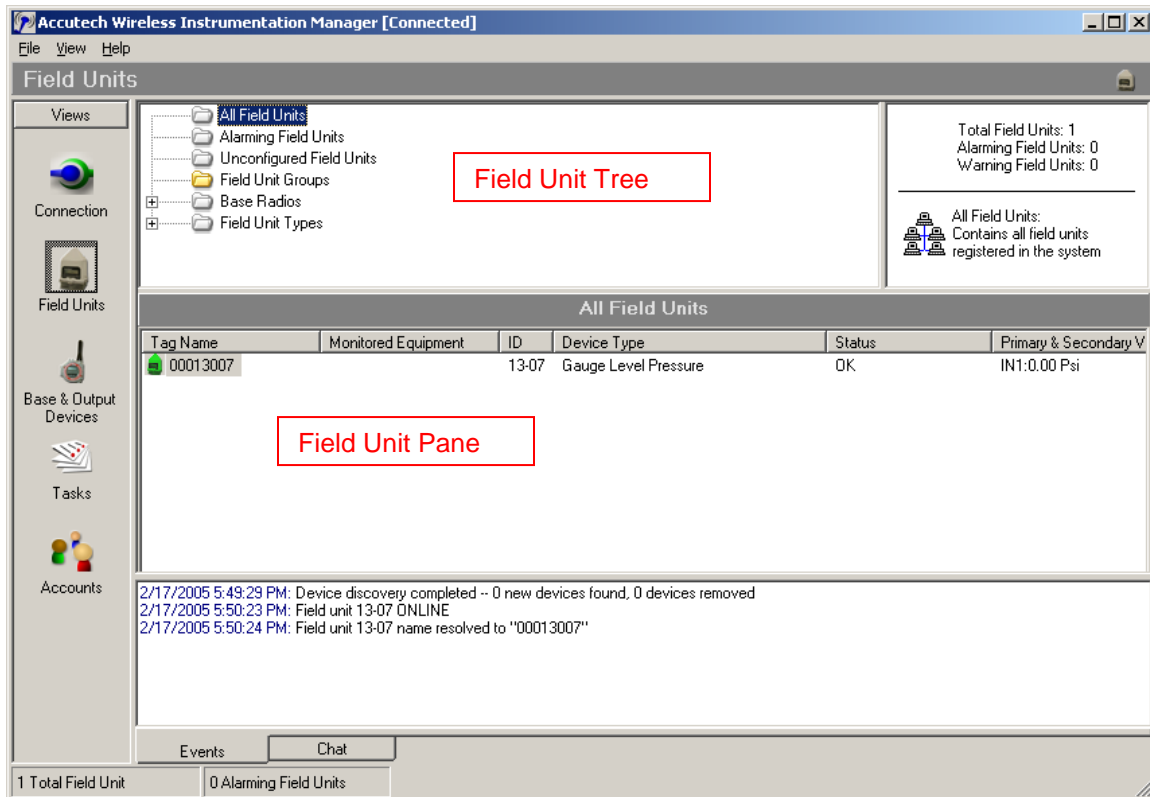 Accutech Wireless Instrumentation Manager [Connected]
File View Help
Field Units
Views
Connection
Field Units
Base & Output
Devices
Tasks
Accounts
All Field Units
Alarming Field Units
Unconfigured Field Units
Field Unit Groups
Base Radios
Field Unit Types
Field Unit Tree
Total Field Units: 1
Alarming Field Units: 0
Warning Field Units: 0
All Field Units:
Contains all field units
registered in the system
All Field Units
Tag Name Monitored Equipment ID Device Type Status Primary & Secondary V
00013007 13-07 Gauge Level Pressure OK IN1:0.00 Psi
Field Unit Pane
2/17/2005 5:49:29 PM: Device discovery completed -- 0 new devices found, 0 devices removed
2/17/2005 5:50:23 PM: Field unit 13-07 ONLINE
2/17/2005 5:50:24 PM: Field unit 13-07 name resolved to "00013007"
Events Chat
1 Total Field Unit 0 Alarming Field Units